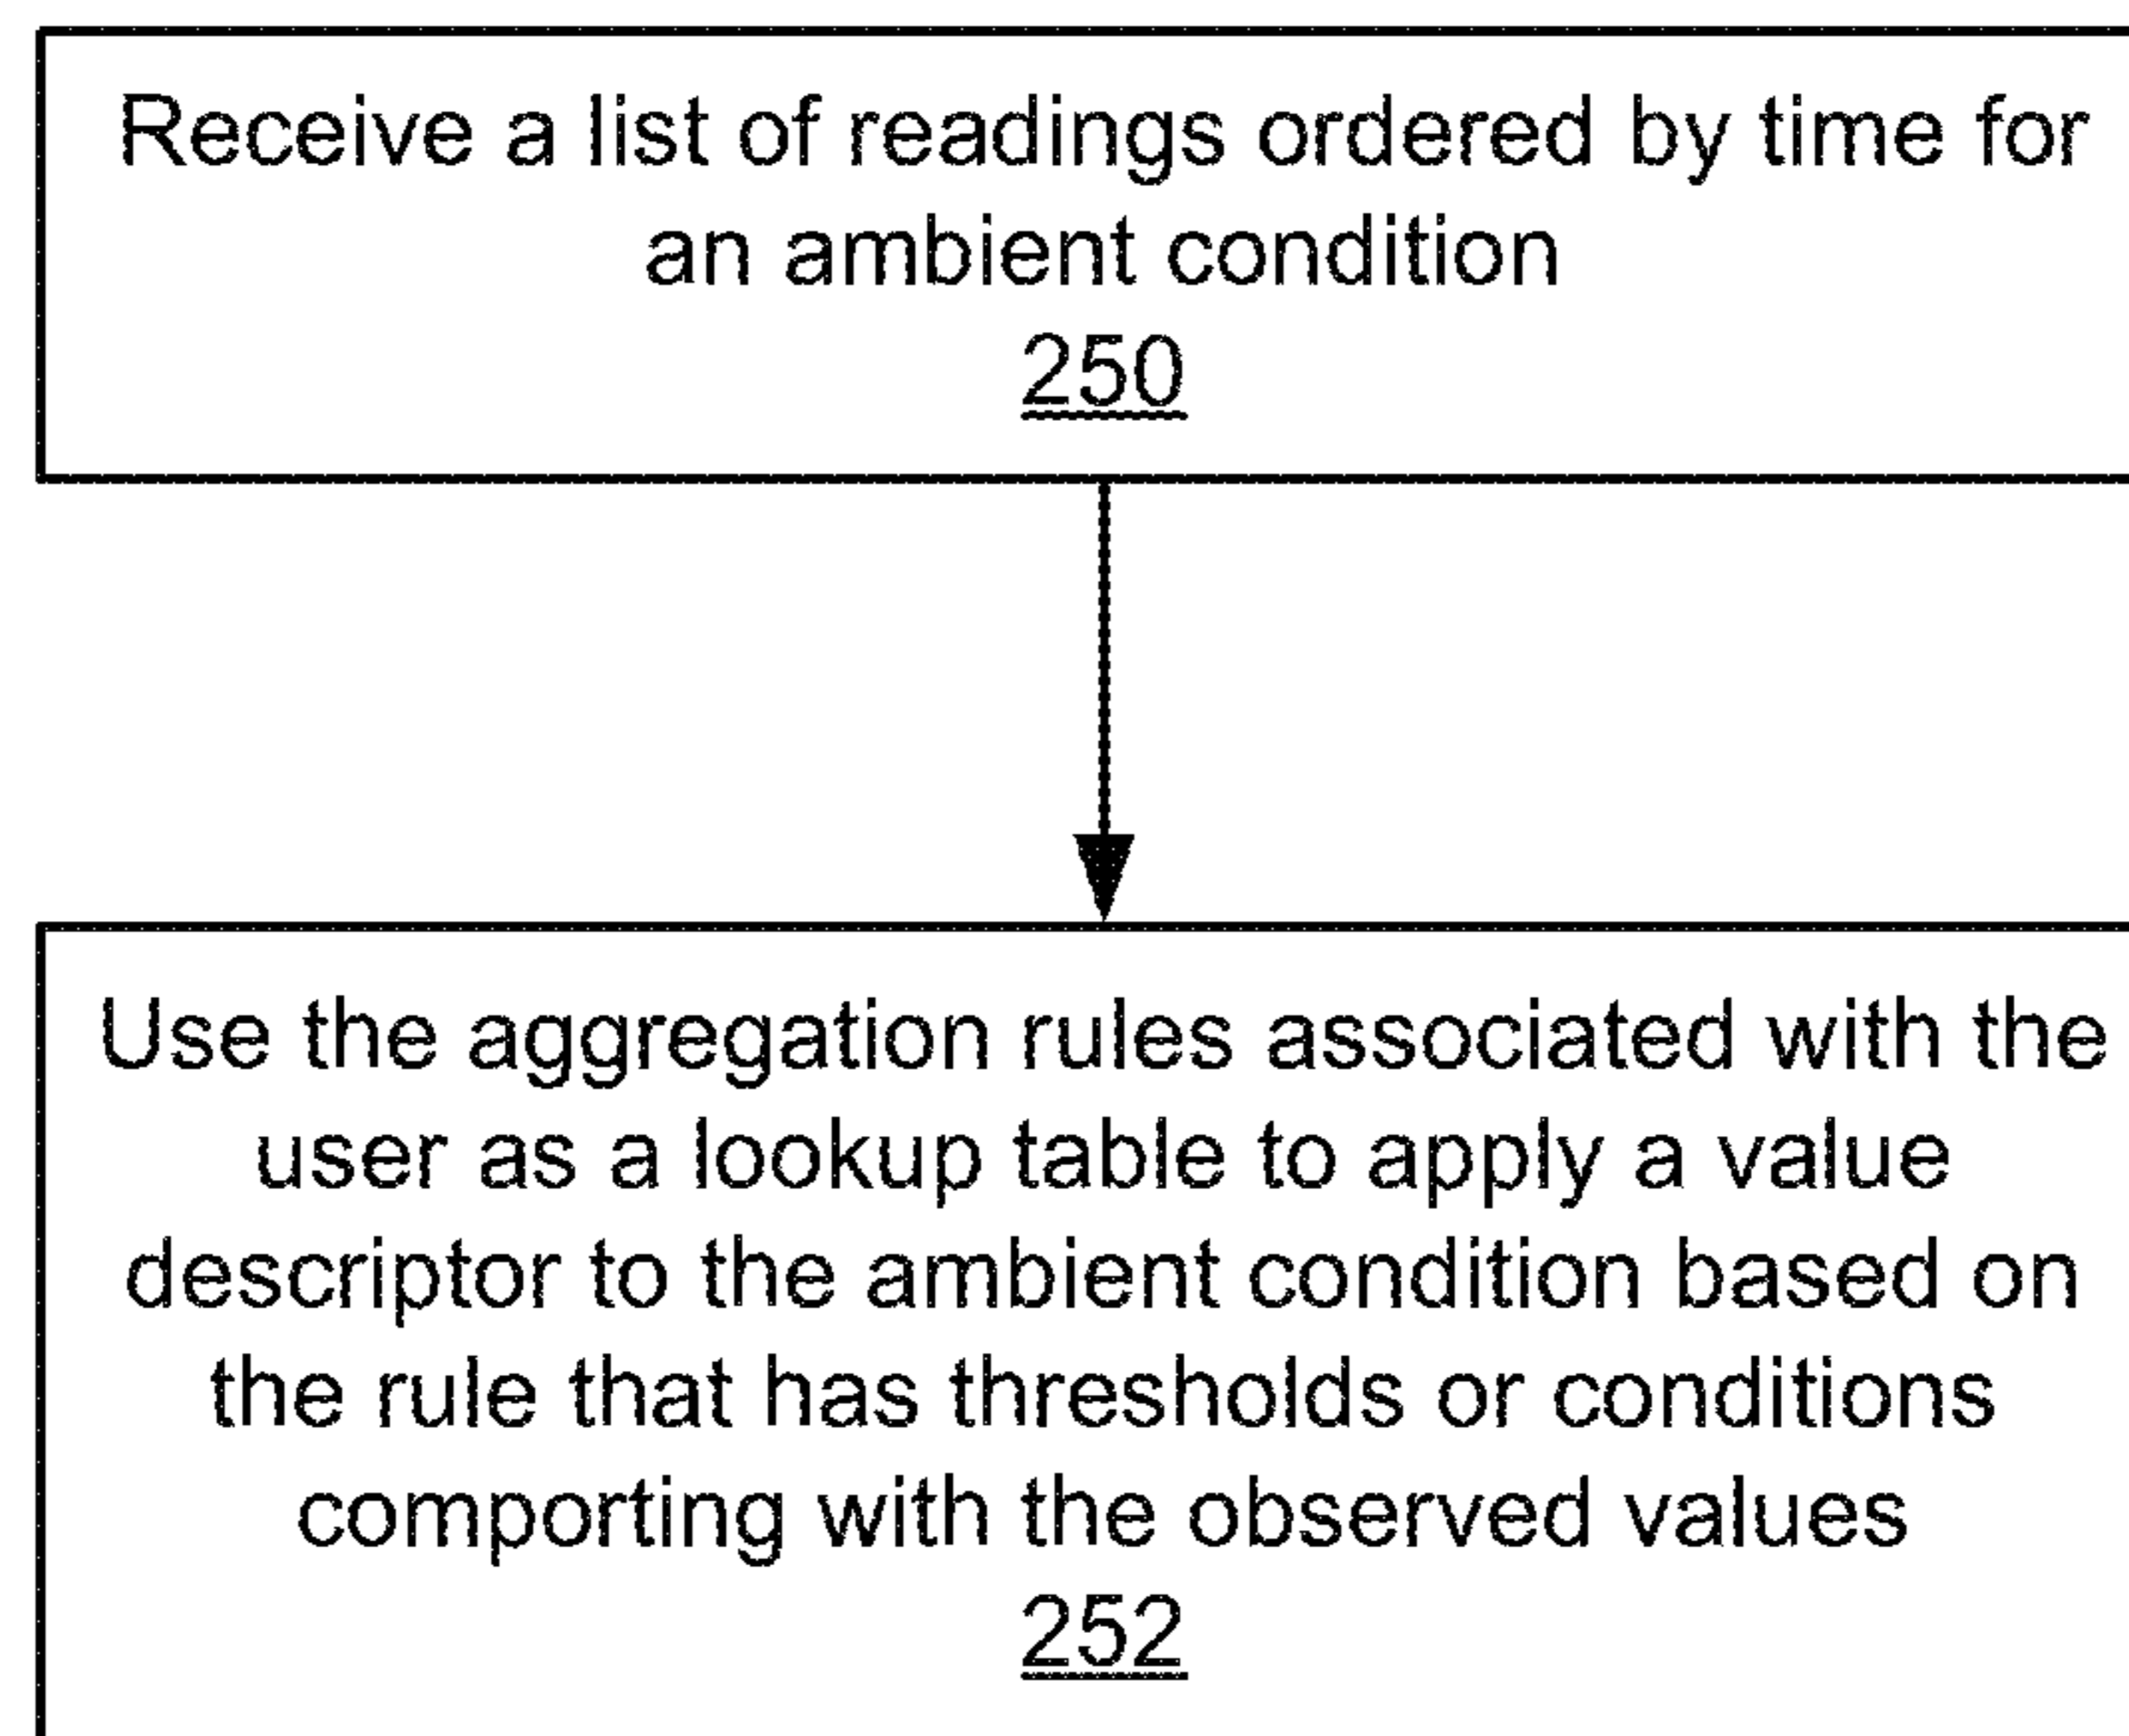 Receive a list of readings ordered by time for
an ambient condition
250
Use the aggregation rules associated with the
user as a lookup table to apply a value
descriptor to the ambient condition based on
the rule that has thresholds or conditions
comporting with the observed values
252